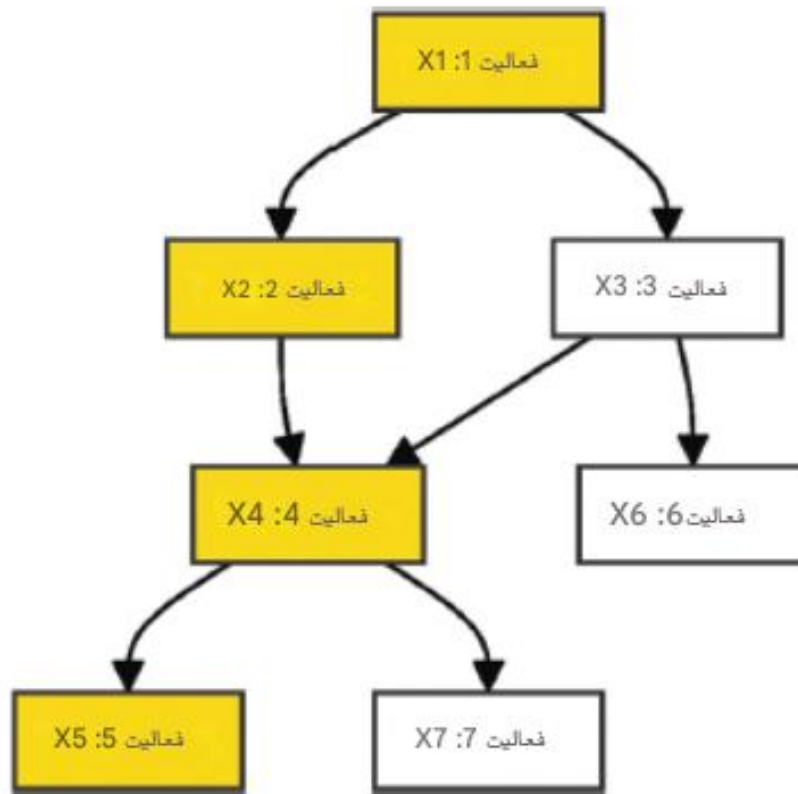 فعالیت 1: X1
فعالیت 2: X2
فعالیت 3: X3
فعالیت 4: X4
فعالیت 6: X6
فعالیت 5: X5
فعالیت 7: X7